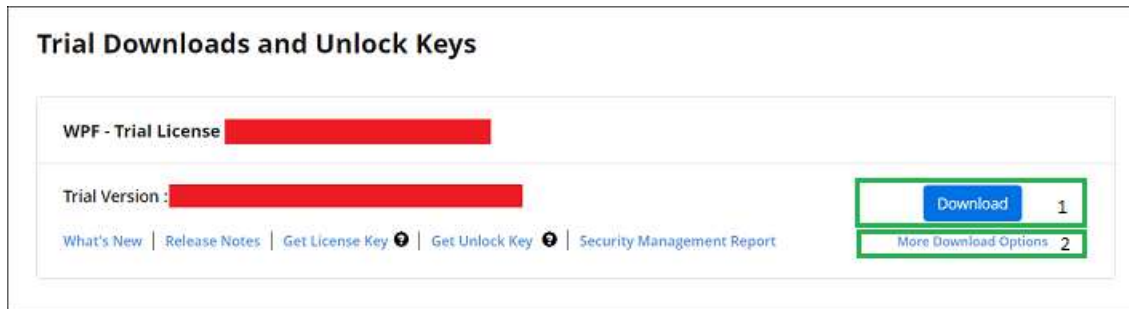 Trial Downloads and Unlock Keys
WPF - Trial License
Trial Version :
Download 1
What's New | Release Notes | Get License Key ? | Get Unlock Key ? | Security Management Report
More Download Options 2